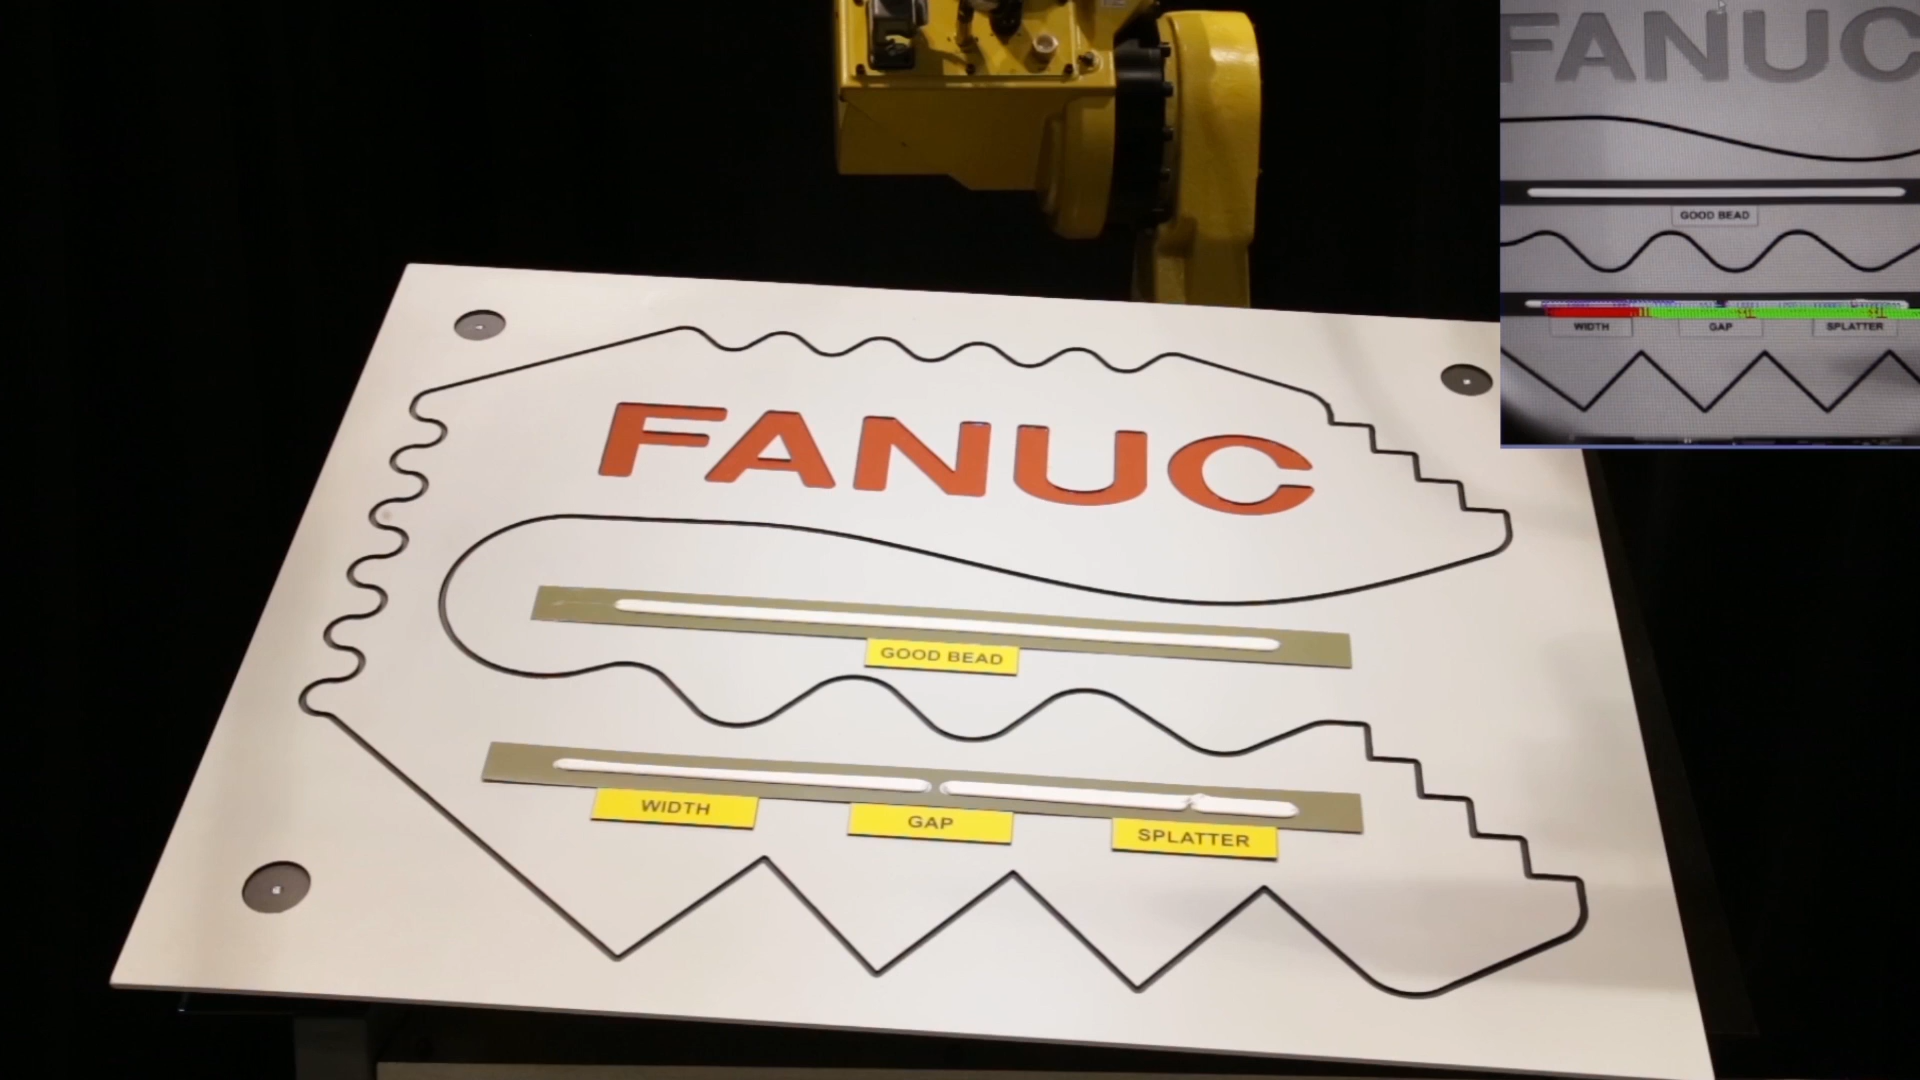 FANUC
GOOD BEAD
WIDTH
GAP
SPLATTER
FANUC
GOOD BEAD
WIDTH
GAP
SPLATTER